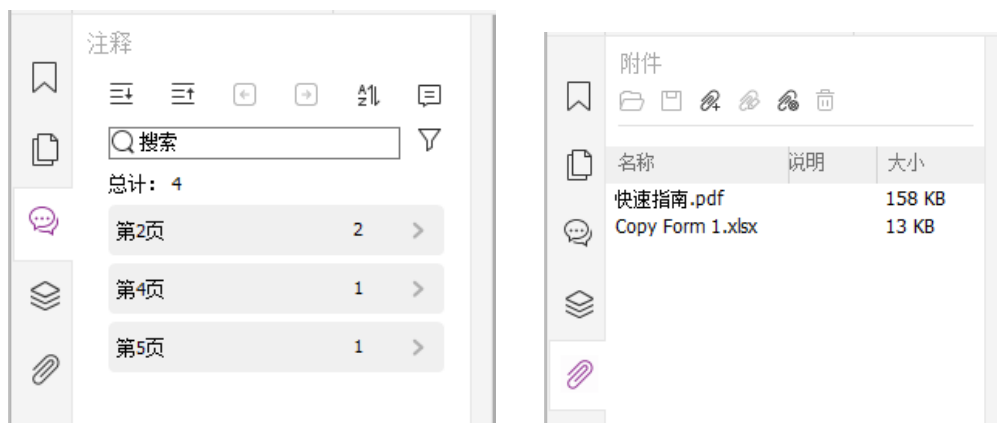 注释
搜索
总计: 4
第2页 2
第4页 1
第5页 1
附件
名称 说明 大小
快速指南.pdf 158 KB
Copy Form 1.xlsx 13 KB